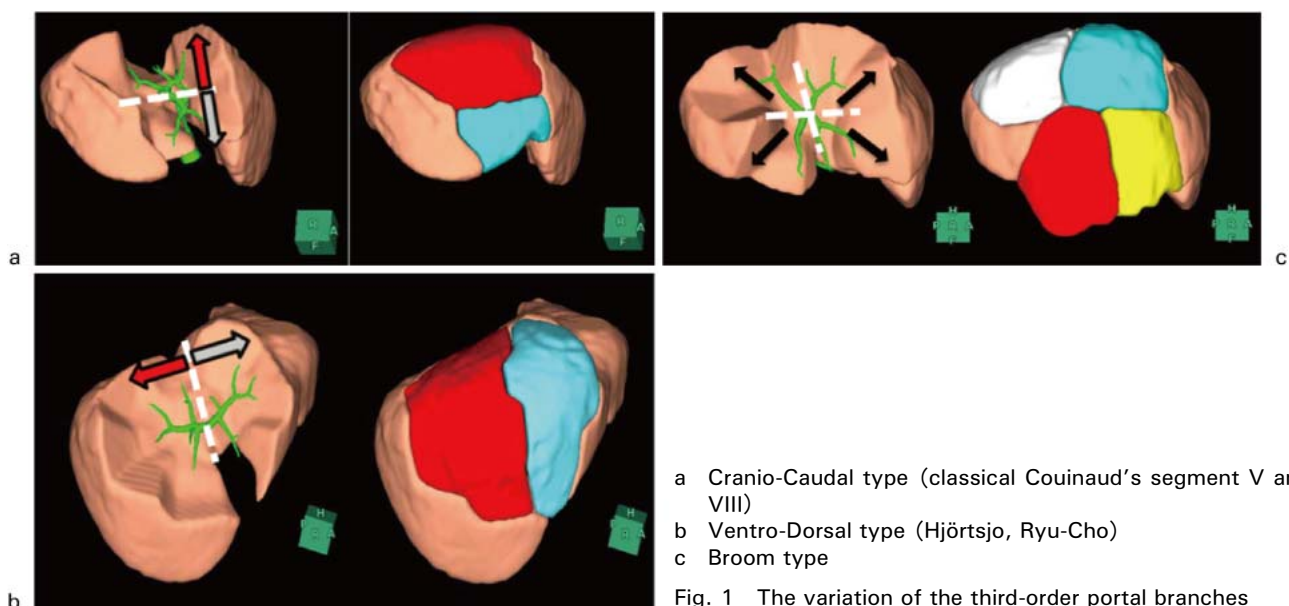 a
b
c
H
R
A
F
H
R
A
F
H
P
R
A
F
H
P
R
A
F
H
R
H
R
A
a Cranio-Caudal type (classical Couinaud's segment V
VIII)
b Ventro-Dorsal type (Hjörtsjo, Ryu-Cho)
c Broom type
Fig. 1 The variation of the third-order portal branches